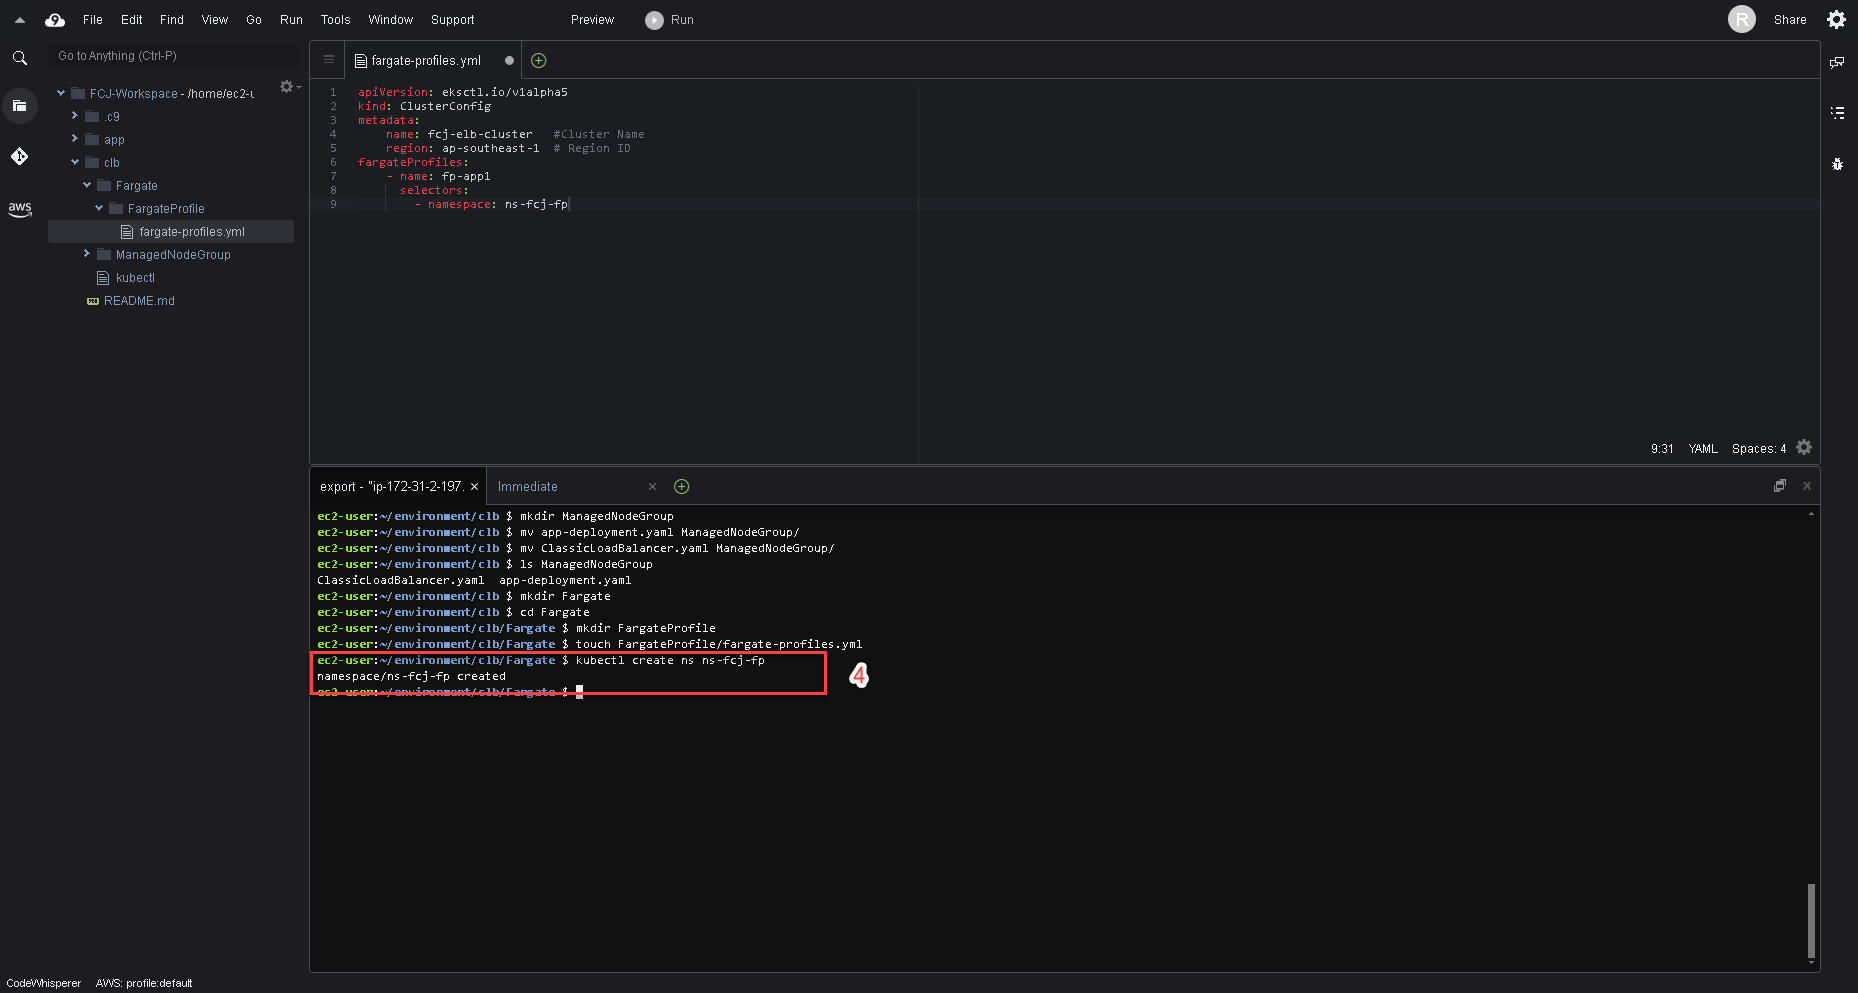 File Edit Find View Go Run Tools Window Support Preview Run R Share
Go to Anything (Ctrl-P)
FCJ-Workspace - /home/ec2-u
.c9
app
clb
Fargate
FargateProfile
fargate-profiles.yml
ManagedNodeGroup
kubectl
README.md
aws
fargate-profiles.yml
1 apiVersion: eksctl.io/v1alpha5
2 kind: ClusterConfig
3 metadata:
4 name: fcj-elb-cluster #Cluster Name
5 region: ap-southeast-1 # Region ID
6 fargateProfiles:
7 - name: fp-app1
8 selectors:
9 - namespace: ns-fcj-fp
9:31 YAML Spaces: 4
export - "ip-172-31-2-197. Immediate
ec2-user:~/environment/clb $ mkdir ManagedNodeGroup
ec2-user:~/environment/clb $ mv app-deployment.yaml ManagedNodeGroup/
ec2-user:~/environment/clb $ mv ClassicLoadBalancer.yaml ManagedNodeGroup/
ec2-user:~/environment/clb $ ls ManagedNodeGroup
ClassicLoadBalancer.yaml app-deployment.yaml
ec2-user:~/environment/clb $ mkdir Fargate
ec2-user:~/environment/clb $ cd Fargate
ec2-user:~/environment/clb/Fargate $ mkdir FargateProfile
ec2-user:~/environment/clb/Fargate $ touch FargateProfile/fargate-profiles.yml
ec2-user:~/environment/clb/Fargate $ kubectl create ns ns-fcj-fp
namespace/ns-fcj-fp created
ec2-user:~/environment/clb/Fargate $
4
CodeWhisperer AWS: profile:default